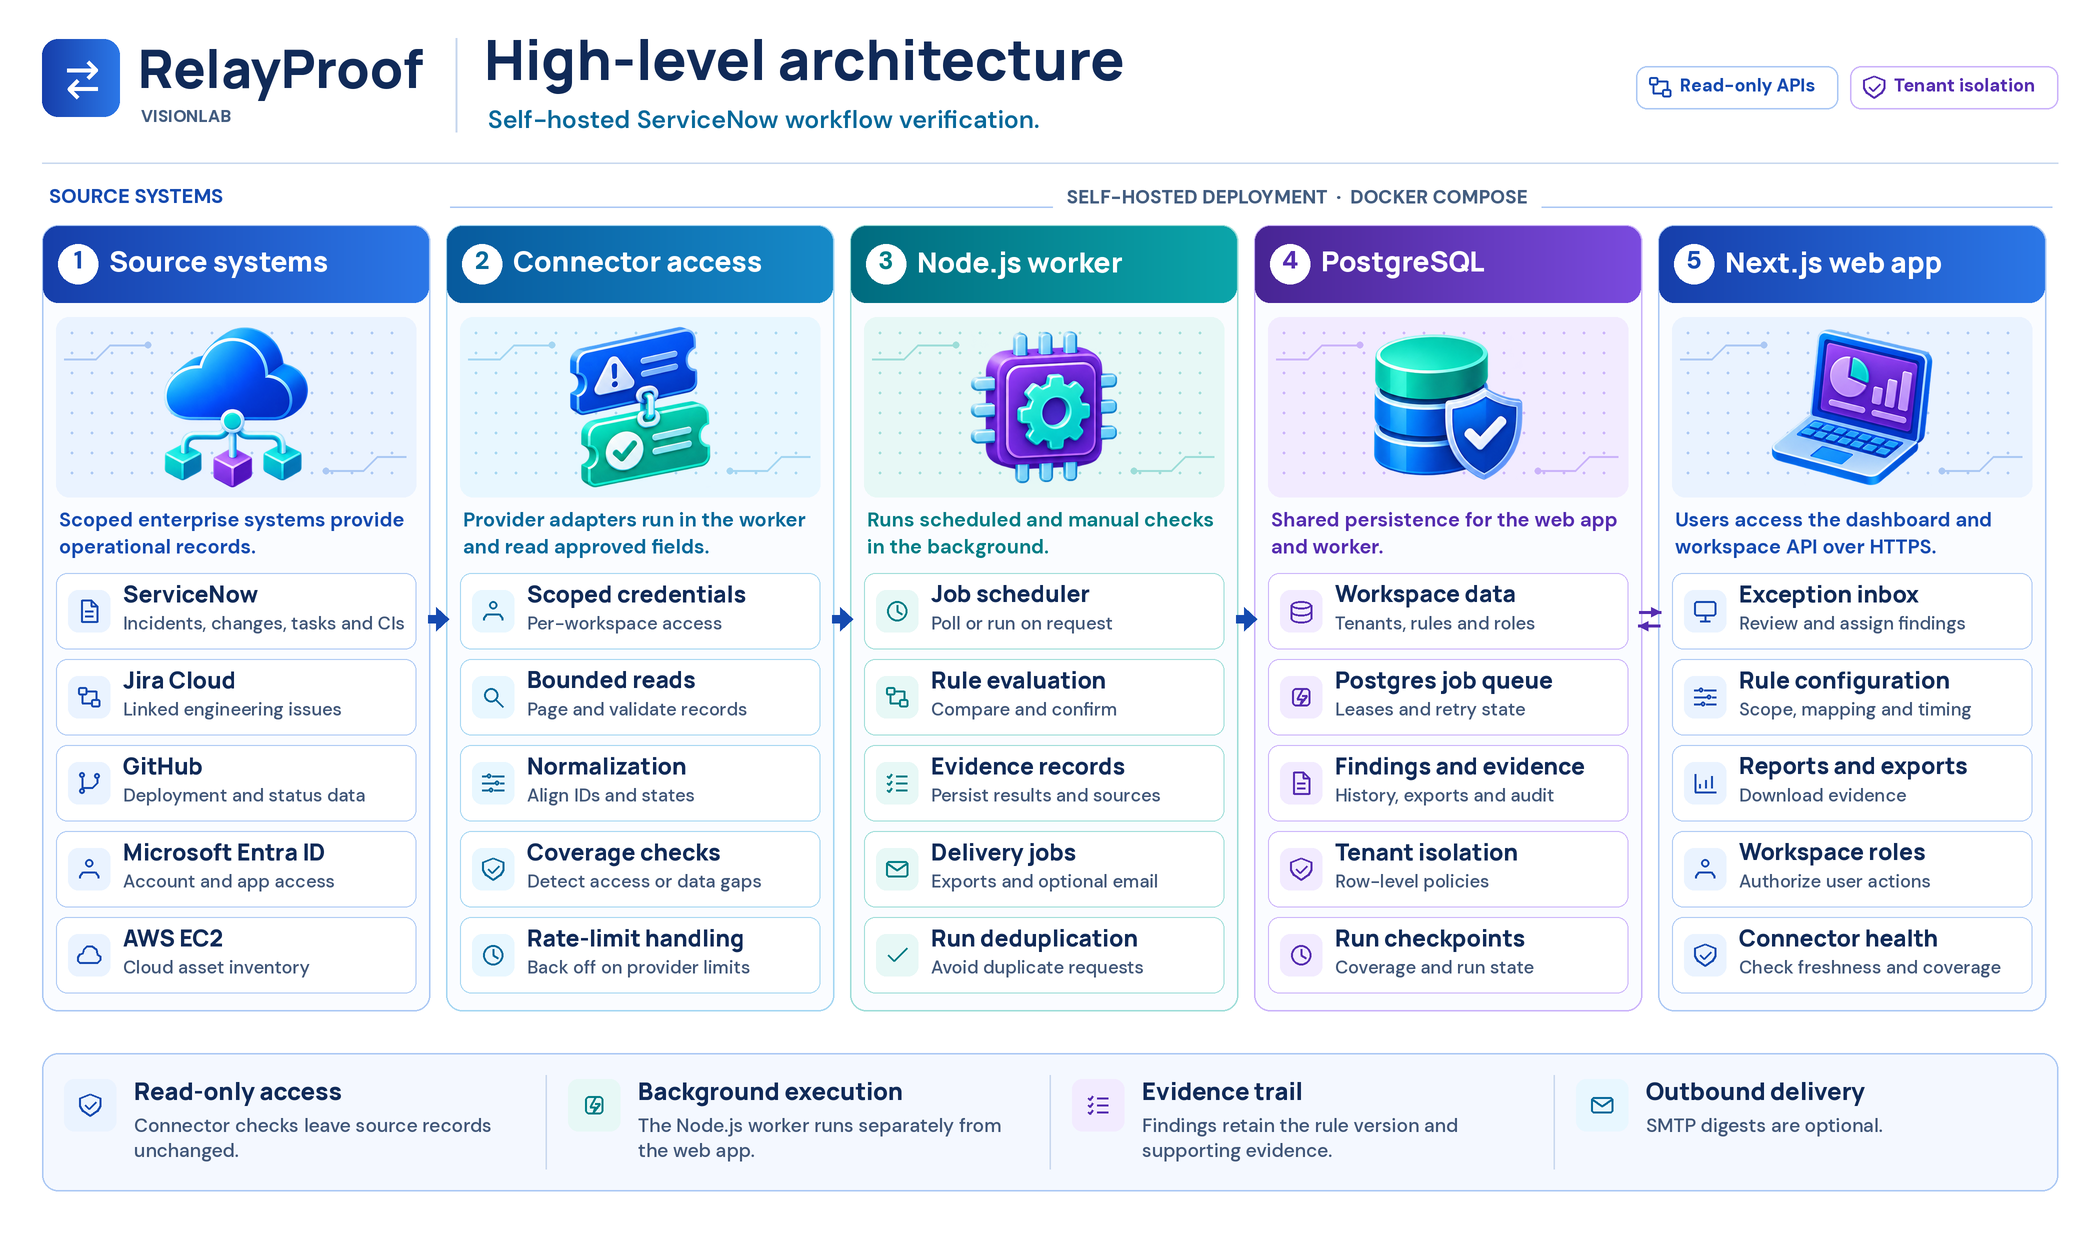 RelayProof
VISIONLAB
High-level architecture
Self-hosted ServiceNow workflow verification.
Read-only APIs
Tenant isolation
SOURCE SYSTEMS
SELF-HOSTED DEPLOYMENT · DOCKER COMPOSE
1 Source systems
Scoped enterprise systems provide
operational records.
ServiceNow
Incidents, changes, tasks and CIs
Jira Cloud
Linked engineering issues
GitHub
Deployment and status data
Microsoft Entra ID
Account and app access
AWS EC2
Cloud asset inventory
2 Connector access
Provider adapters run in the worker
and read approved fields.
Scoped credentials
Per-workspace access
Bounded reads
Page and validate records
Normalization
Align IDs and states
Coverage checks
Detect access or data gaps
Rate-limit handling
Back off on provider limits
3 Node.js worker
Runs scheduled and manual checks
in the background.
Job scheduler
Poll or run on request
Rule evaluation
Compare and confirm
Evidence records
Persist results and sources
Delivery jobs
Exports and optional email
Run deduplication
Avoid duplicate requests
4 PostgreSQL
Shared persistence for the web app
and worker.
Workspace data
Tenants, rules and roles
Postgres job queue
Leases and retry state
Findings and evidence
History, exports and audit
Tenant isolation
Row-level policies
Run checkpoints
Coverage and run state
5 Next.js web app
Users access the dashboard and
workspace API over HTTPS.
Exception inbox
Review and assign findings
Rule configuration
Scope, mapping and timing
Reports and exports
Download evidence
Workspace roles
Authorize user actions
Connector health
Check freshness and coverage
Read-only access
Connector checks leave source records
unchanged.
Background execution
The Node.js worker runs separately from
the web app.
Evidence trail
Findings retain the rule version and
supporting evidence.
Outbound delivery
SMTP digests are optional.